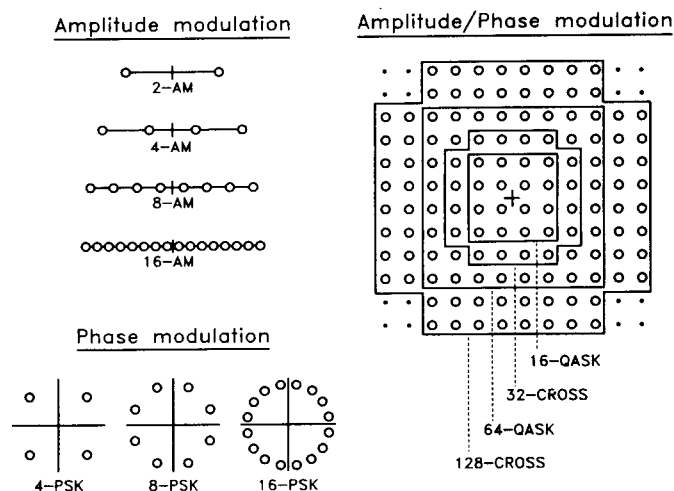 Amplitude modulation
2-AM
4-AM
8-AM
16-AM
Phase modulation
4-PSK
8-PSK
16-PSK
Amplitude/Phase modulation
16-QASK
32-CROSS
64-QASK
128-CROSS